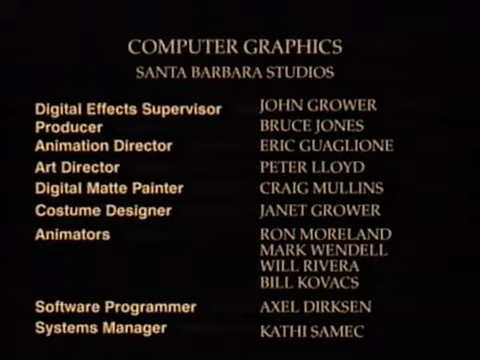 COMPUTER GRAPHICS
SANTA BARBARA STUDIOS
Digital Effects Supervisor JOHN GROWER
Producer BRUCE JONES
Animation Director ERIC GUAGLIONE
Art Director PETER LLOYD
Digital Matte Painter CRAIG MULLINS
Costume Designer JANET GROWER
Animators RON MORELAND
MARK WENDELL
WILL RIVERA
BILL KOVACS
Software Programmer AXEL DIRKSEN
Systems Manager KATHI SAMEC